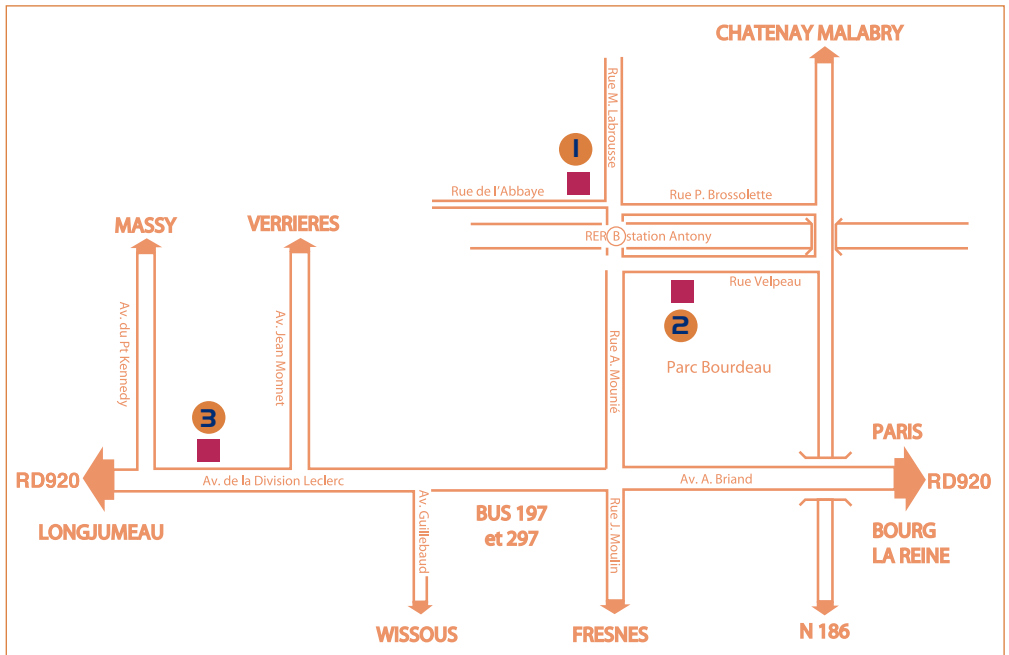 CHATENAY MALABRY
Rue M. Labrousse
1
Rue de l'Abbaye
Rue P. Brossolette
MASSY
VERRIERES
RER B station Antony
Rue Velpeau
2
Av. du Pt Kennedy
Av. Jean Monnet
Rue A. Mounié
Parc Bourdeau
3
PARIS
RD920
Av. de la Division Leclerc
Av. A. Briand
RD920
LONGJUMEAU
Av. Guillebaud
BUS 197
et 297
Rue J. Moulin
BOURG
LA REINE
WISSOUS
FRESNES
N 186